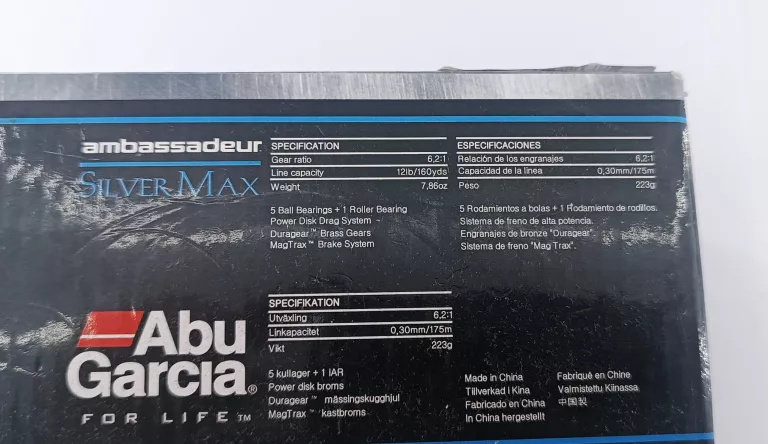 ambassadeur
SILVER MAX
SPECIFICATION
Gear ratio 6,2:1
Line capacity 12lb/160yds
Weight 7,86oz
5 Ball Bearings + 1 Roller Bearing
Power Disk Drag System
Duragear™ Brass Gears
MagTrax™ Brake System
ESPECIFICACIONES
Relación de los engranajes 6,2:1
Capacidad de la línea 0,30mm/175m
Peso 223g
5 Rodamientos a bolas + 1 Rodamiento de rodillos.
Sistema de freno de alta potencia.
Engranajes de bronze "Duragear".
Sistema de freno "Mag Trax".
SPECIFIKATION
Utväxling 6,2:1
Linkapacitet 0,30mm/175m
Vikt 223g
5 kullager + 1 IAR
Power disk broms
Duragear™ mässingskugghjul
MagTrax™ kastbroms
Abu
Garcia®
FOR LIFE™
Made in China
Tillverkad I Kina
Fabricado en China
In China hergestellt
Fabriqué en Chine
Valmistettu Kiinassa
中国製